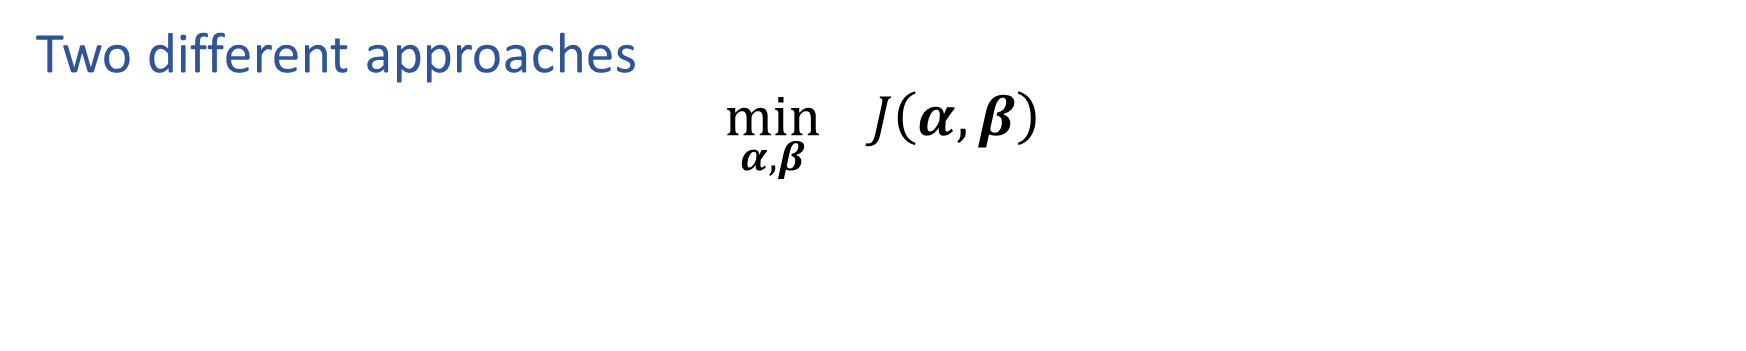 Two different approaches
min J(α, β)
α,β